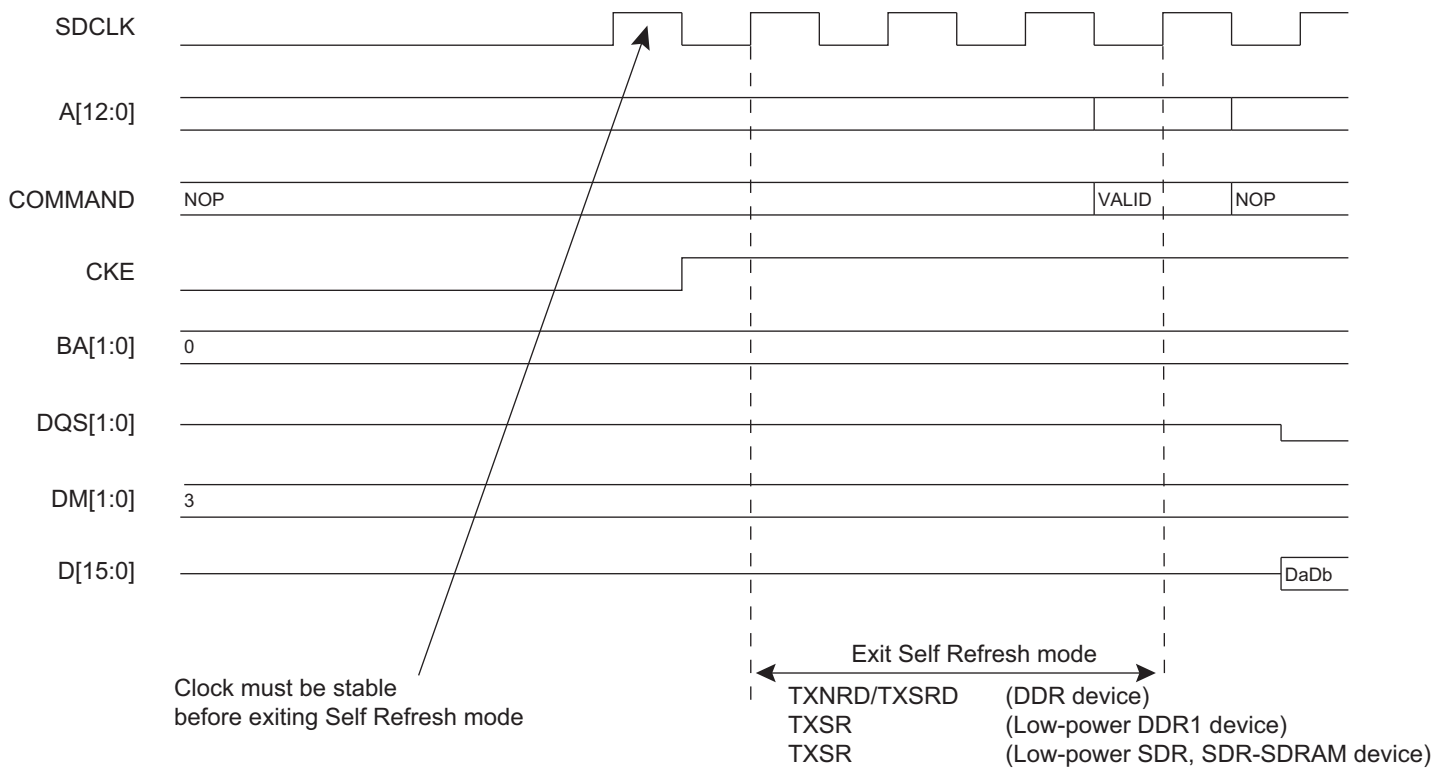 SDCLK
A[12:0]
COMMAND NOP VALID NOP
CKE
BA[1:0] 0
DQS[1:0]
DM[1:0] 3
D[15:0] DaDb
Exit Self Refresh mode
Clock must be stable
before exiting Self Refresh mode
TXNRD/TXSRD (DDR device)
TXSR (Low-power DDR1 device)
TXSR (Low-power SDR, SDR-SDRAM device)